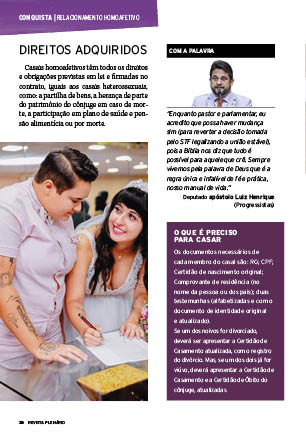 CONQUISTA | RELACIONAMENTO HOMOAFETIVO
DIREITOS ADQUIRIDOS
Casais homoafetivos têm todos os direitos
e obrigações previstas em lei e firmadas no
contrato, iguais aos casais heterossexuais,
como: a partilha de bens, a herança de parte
do patrimônio do cônjuge em caso de mor-
te, a participação em plano de saúde e pen-
são alimentícia ou por morte.
COM A PALAVRA
"Enquanto pastor e parlamentar, eu
acredito que possa haver mudança
sim (para reverter a decisão tomada
pelo STF legalizando a união estável),
pois a Bíblia nos diz que tudo é
possível para aquele que crê. Sempre
vivemos pela palavra de Deus que é a
regra única e infalível de fé e prática,
nosso manual de vida."
Deputado apóstolo Luiz Henrique
(Progressistas)
O QUE É PRECISO
PARA CASAR
Os documentos necessários de
cada membro do casal são: RG; CPF;
Certidão de nascimento original;
Comprovante de residência (no
nome da pessoa ou dos pais); duas
testemunhas (alfabetizadas e com o
documento de identidade original
e atualizado).
Se um dos noivos for divorciado,
deverá ser apresentar a Certidão de
Casamento atualizada, com o registro
do divórcio. Mas, se um dos dois já for
viúvo, deverá apresentar a Certidão de
Casamento e a Certidão de Óbito do
cônjuge, atualizadas.
28 REVISTA PLENÁRIO